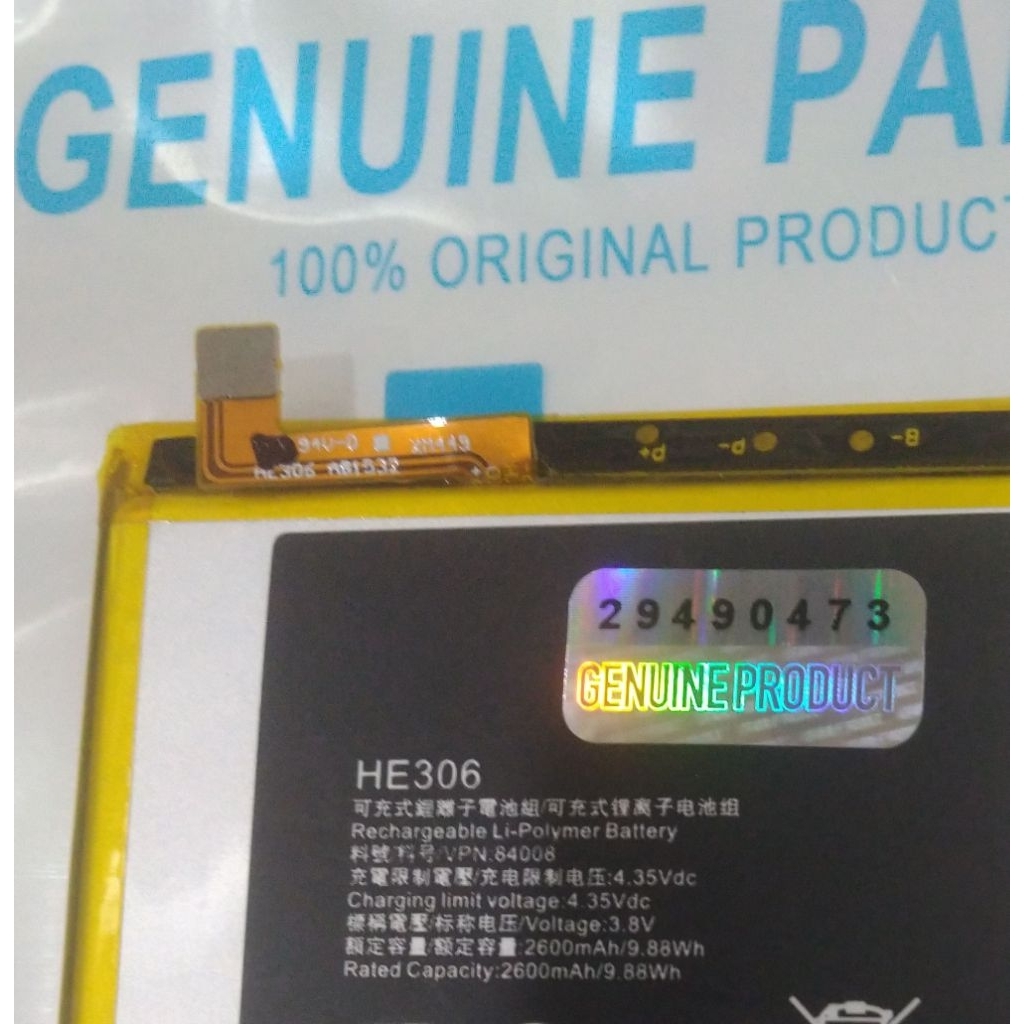 GENUINE PA
100% ORIGINAL PRODUC
94V-0 XM449
HE306
P+ P- B-
29490473
GENUINE PRODUCT
HE306
可充式鋰離子電池組/可充式锂离子电池组
Rechargeable Li-Polymer Battery
料號/料号/VPN:84008
充電限制電壓/充电限制电压:4.35Vdc
Charging limit voltage:4.35Vdc
標稱電壓/标称电压/Voltage:3.8V
額定容量/额定容量:2600mAh/9.88Wh
Rated Capacity:2600mAh/9.88Wh